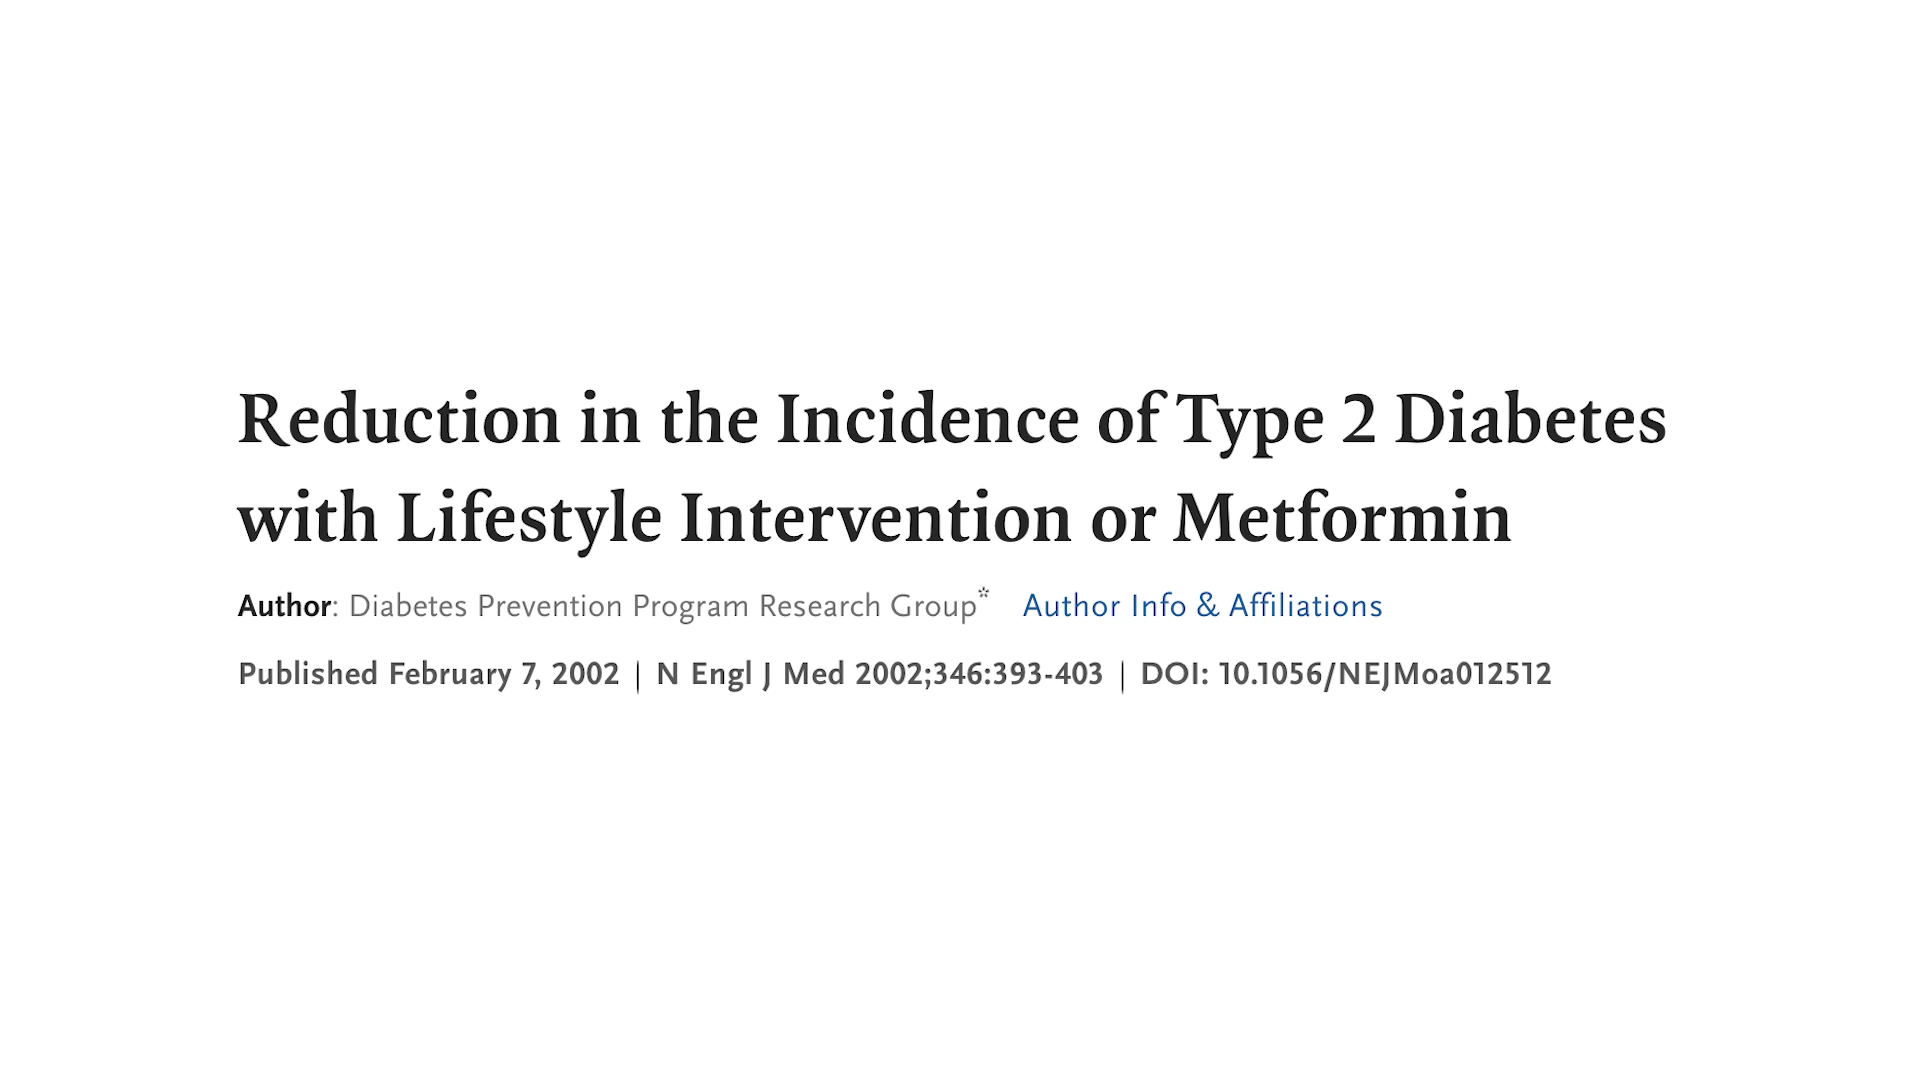 Reduction in the Incidence of Type 2 Diabetes
with Lifestyle Intervention or Metformin
Author: Diabetes Prevention Program Research Group* Author Info & Affiliations
Published February 7, 2002 | N Engl J Med 2002;346:393-403 | DOI: 10.1056/NEJMoa012512